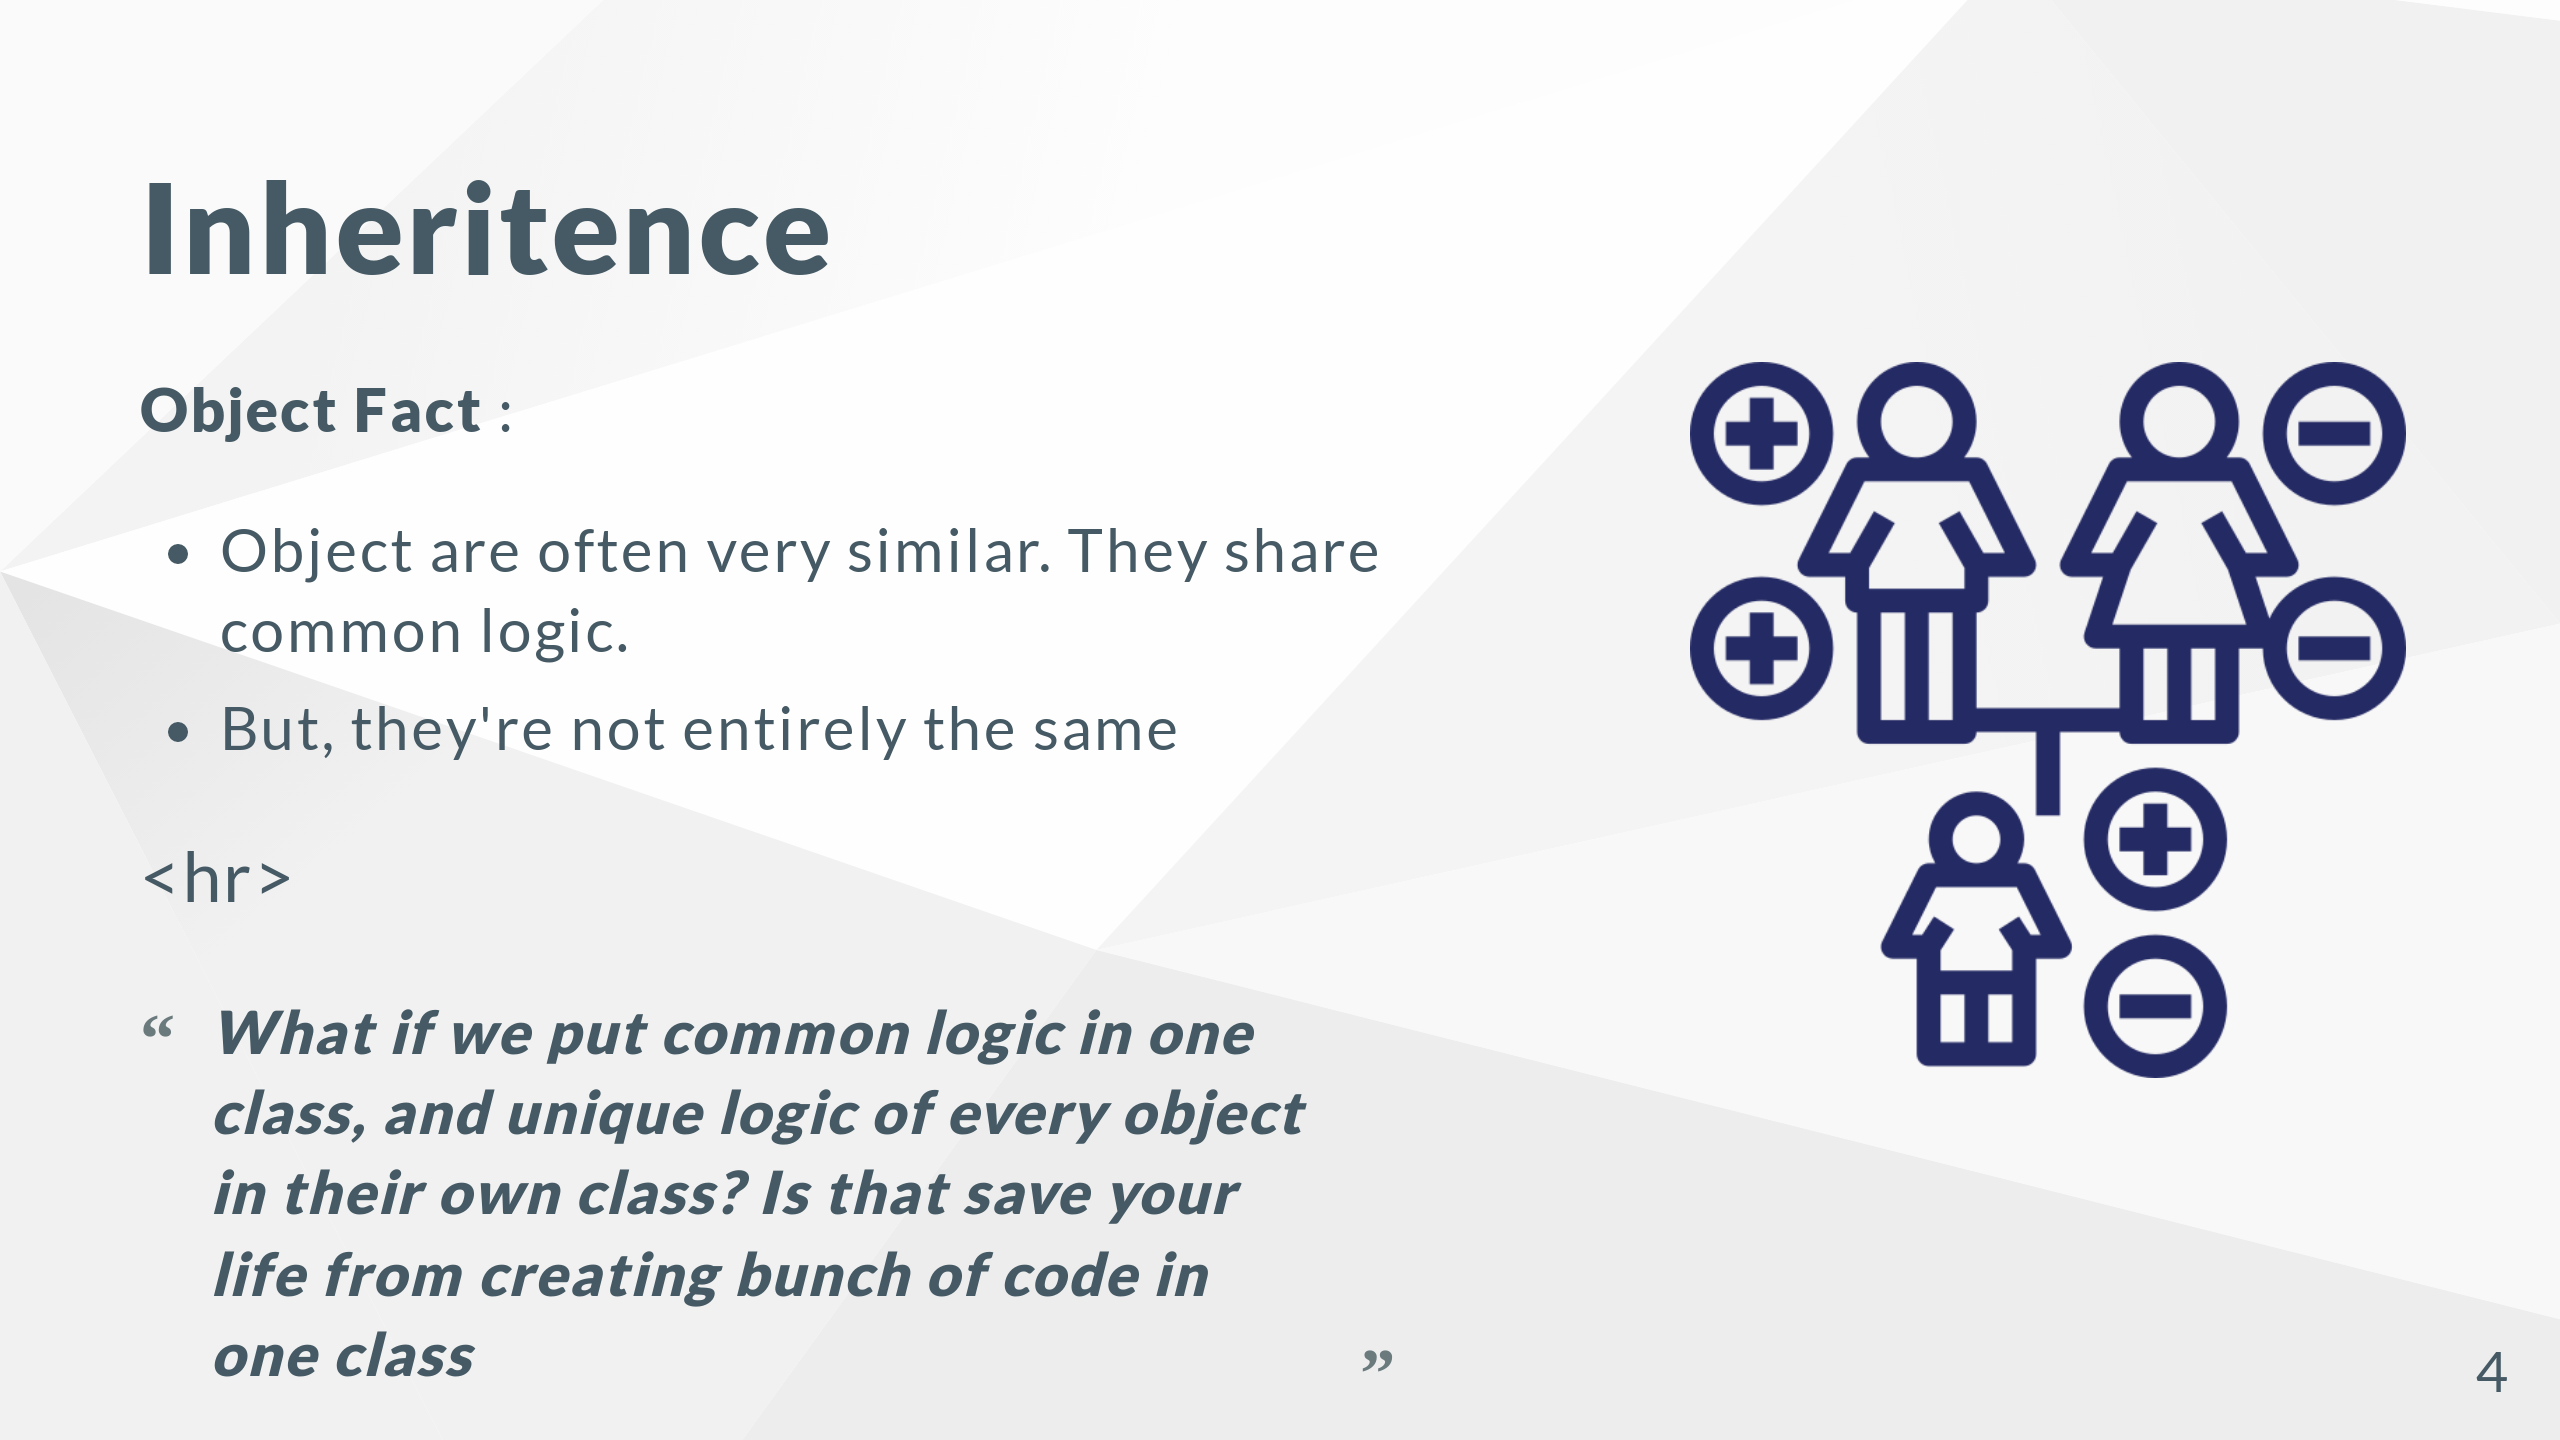 Inheritence
Object Fact :
• Object are often very similar. They share
common logic.
• But, they're not entirely the same
<hr>
“ What if we put common logic in one
class, and unique logic of every object
in their own class? Is that save your
life from creating bunch of code in
one class ”
4